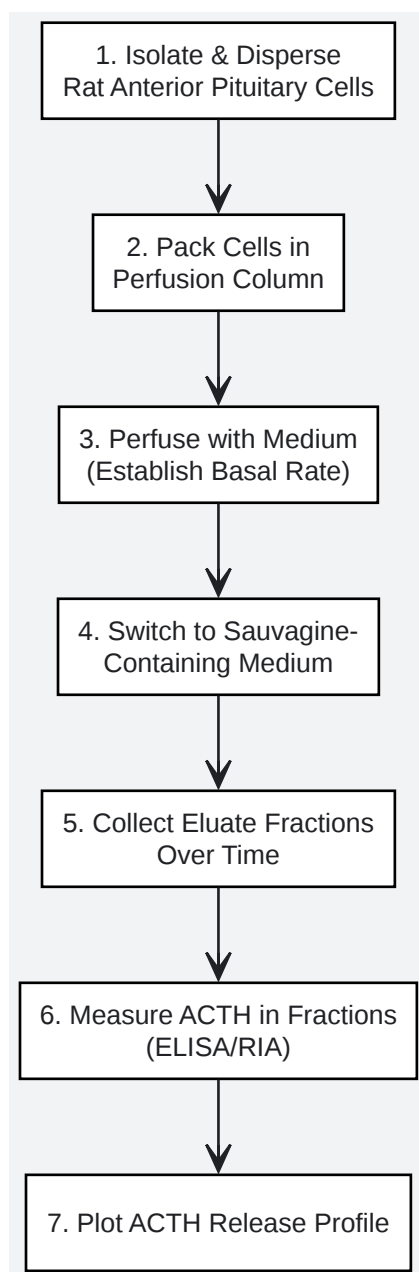 1. Isolate & Disperse
Rat Anterior Pituitary Cells
2. Pack Cells in
Perfusion Column
3. Perfuse with Medium
(Establish Basal Rate)
4. Switch to Sauvagine-
Containing Medium
5. Collect Eluate Fractions
Over Time
6. Measure ACTH in Fractions
(ELISA/RIA)
7. Plot ACTH Release Profile